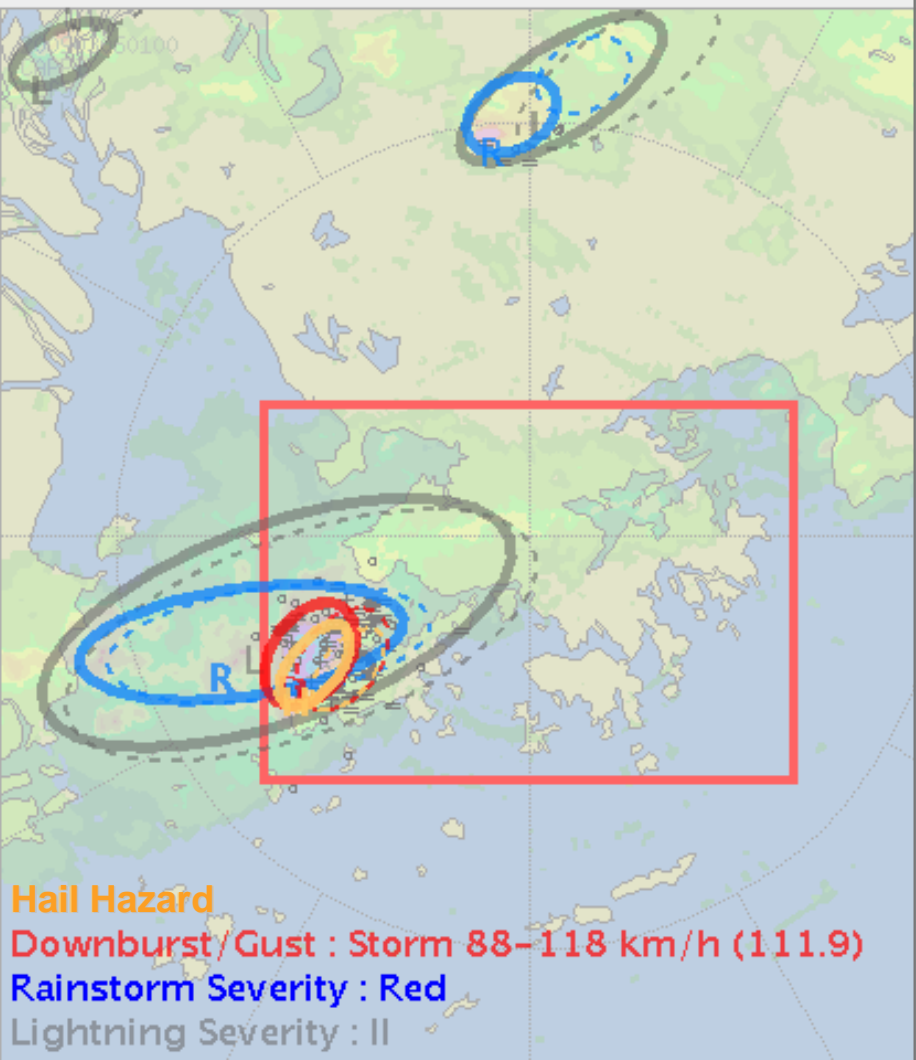 L
R
R
L
Hail Hazard
Downburst/Gust : Storm 88–118 km/h (111.9)
Rainstorm Severity : Red
Lightning Severity : II